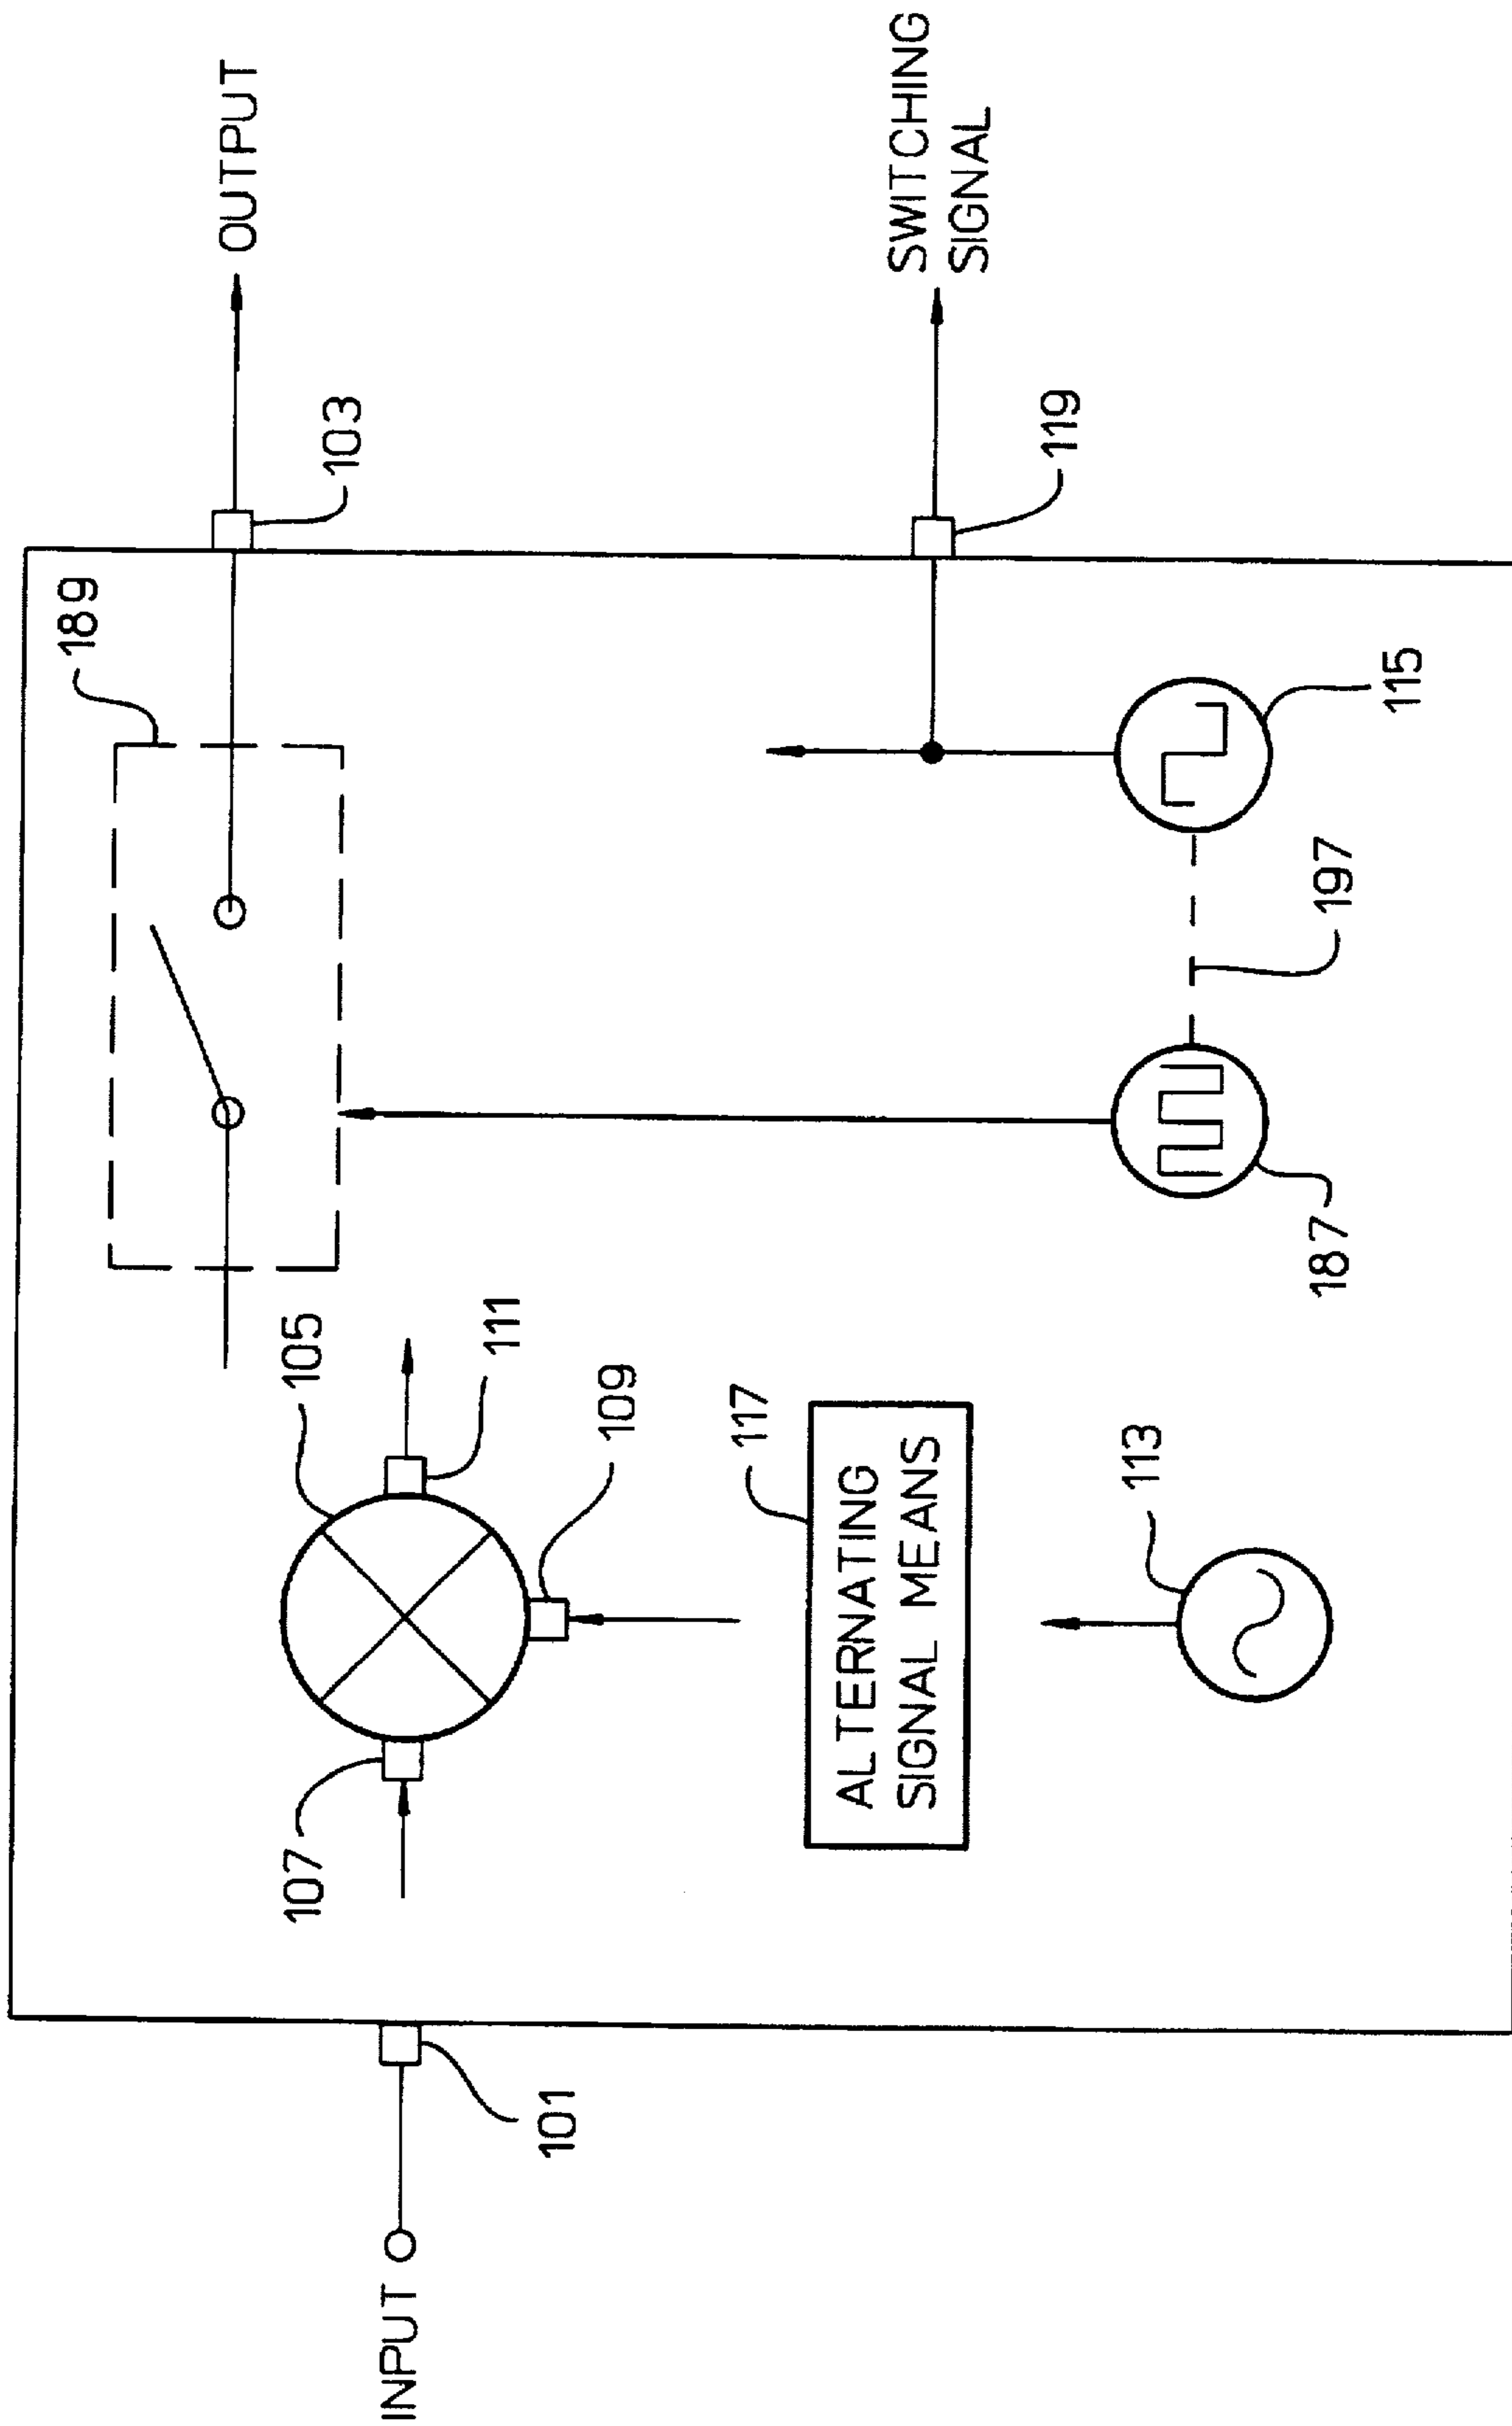 189
OUTPUT
103
105
107
111
INPUT
101
109
117
ALTERNATING
SIGNAL MEANS
SWITCHING
SIGNAL
119
113
187
197
115